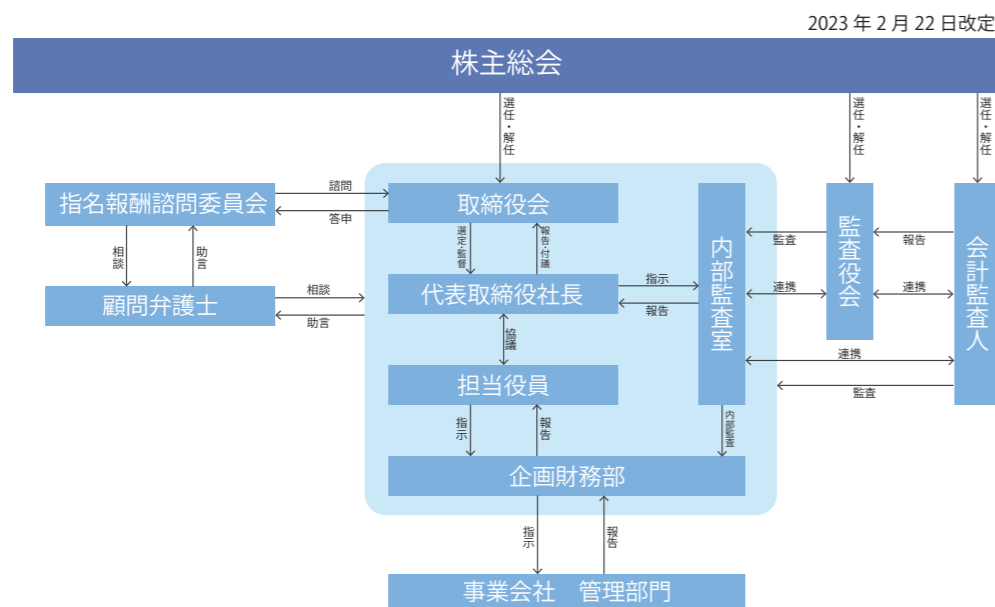 2023 年 2 月 22 日改定
株主総会
選任・解任
選任・解任
選任・解任
指名報酬諮問委員会
諮問
答申
取締役会
内部監査室
監査役会
会計監査人
監査
報告
選定・監督
報告・付議
相談
助言
顧問弁護士
相談
助言
代表取締役社長
指示
報告
連携
連携
協議
連携
監査
担当役員
指示
報告
内部監査
企画財務部
指示
報告
事業会社　管理部門